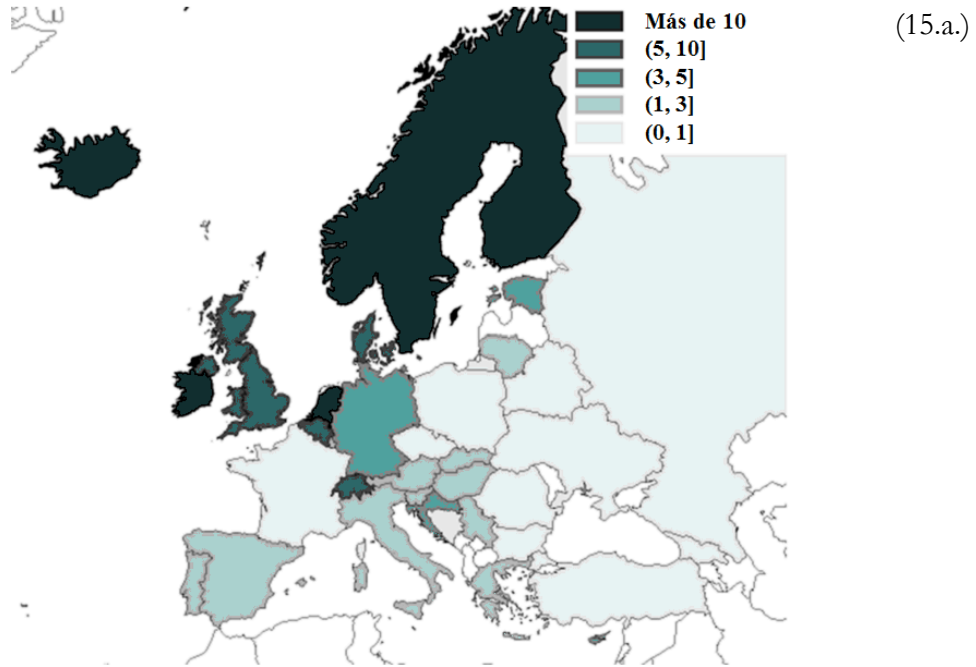 Más de 10
(15.a.)
(5, 10]
(3, 5]
(1, 3]
(0, 1]